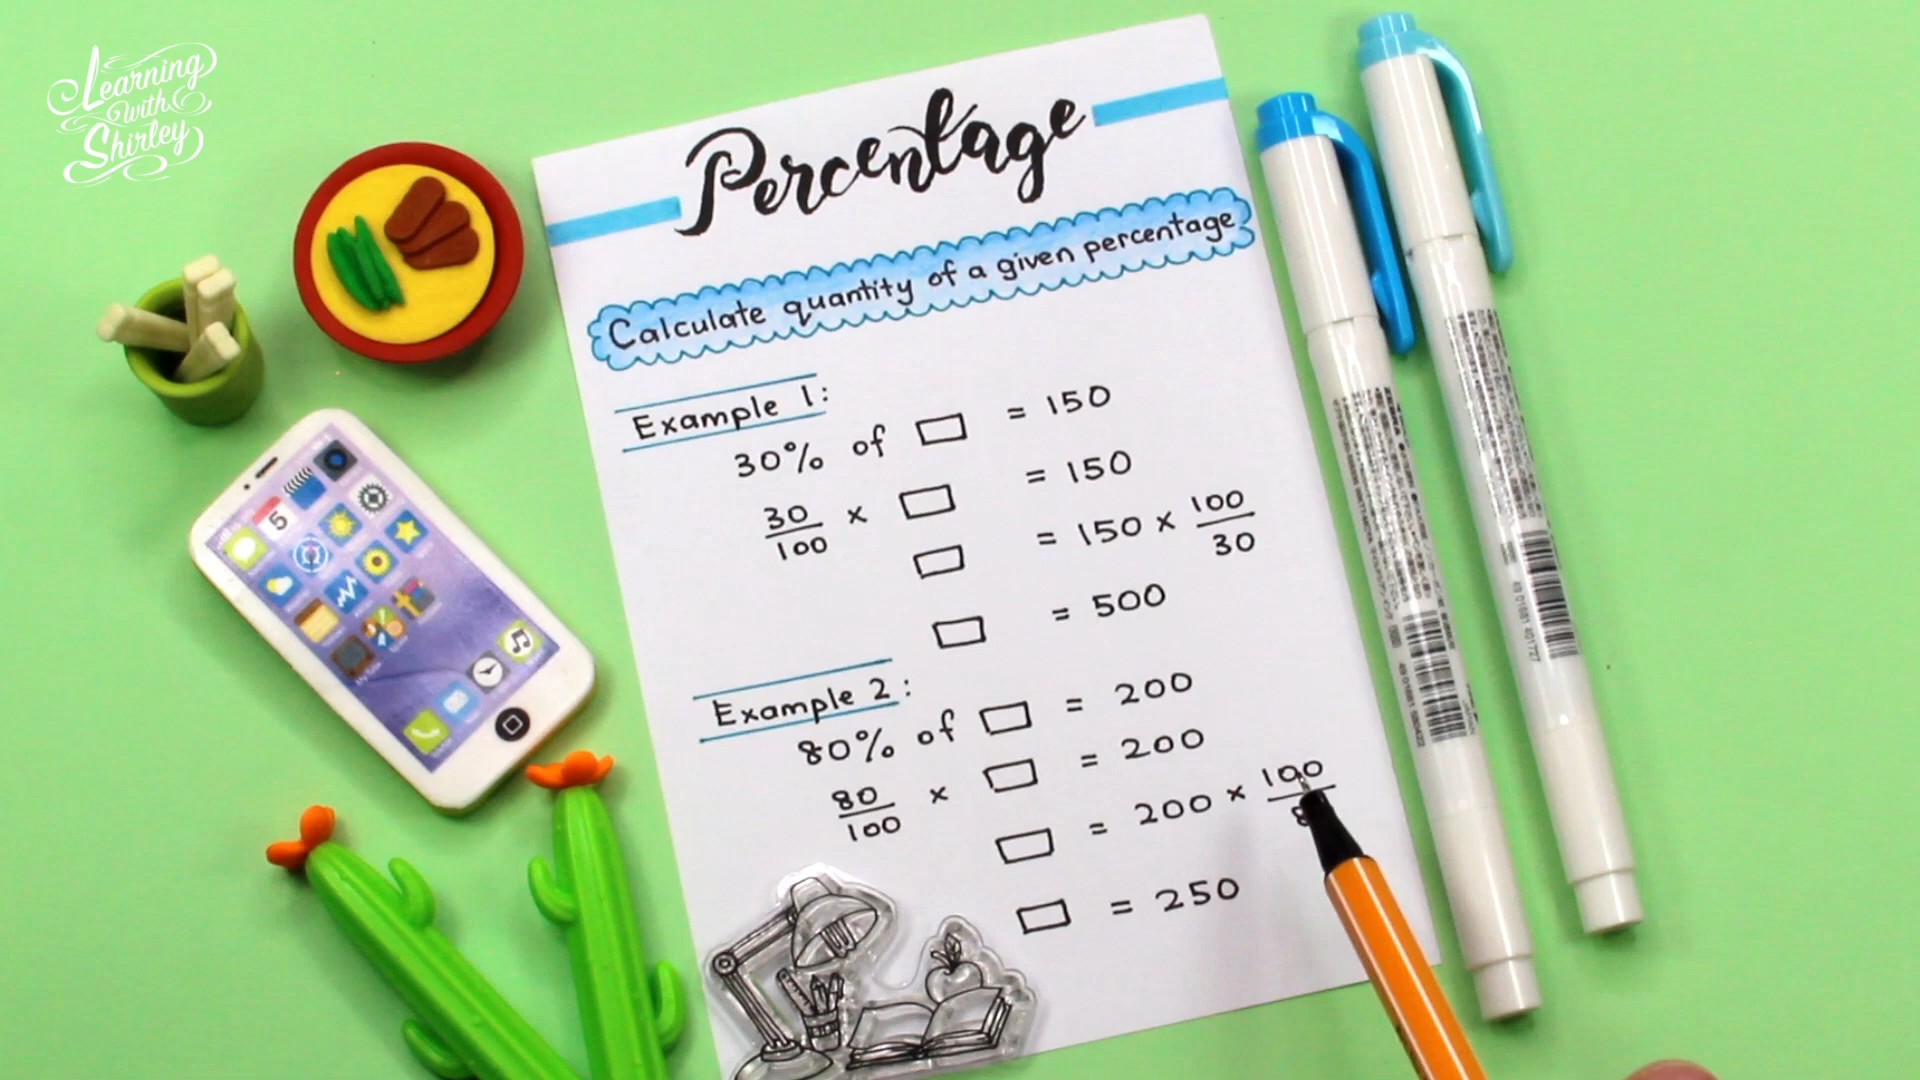 Learning
With
Shirley
Percentage
Calculate quantity of a given percentage
Example 1:
30% of ▭ = 150
30/100 × ▭ = 150
▭ = 150 × 100/30
▭ = 500
Example 2:
80% of ▭ = 200
80/100 × ▭ = 200
▭ = 200 × 100/8
▭ = 250
5